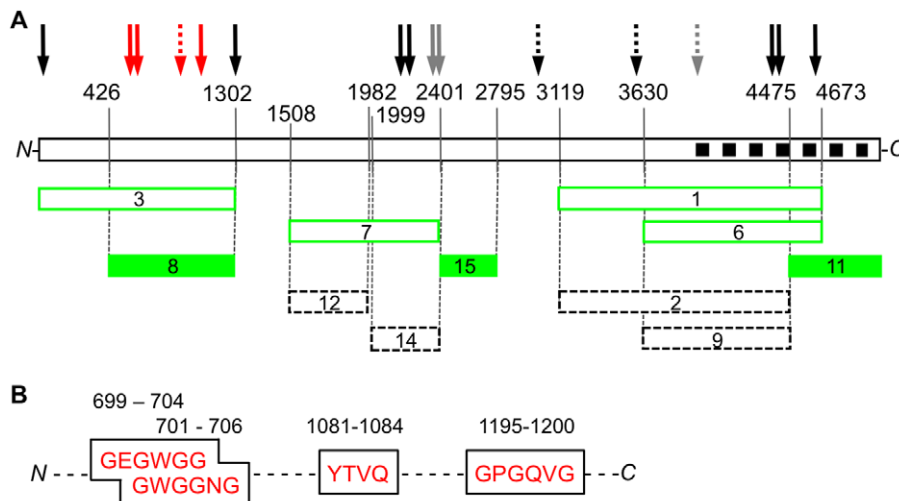 A
426 1302 1982 2401 2795 3119 3630 4475 4673
1508 1999
N C
3 1
7 6
8 15 11
12 2
14 9
B
699 – 704
701 - 706 1081-1084 1195-1200
GEGWGG
N GWGGNG YTVQ GPGQVG C